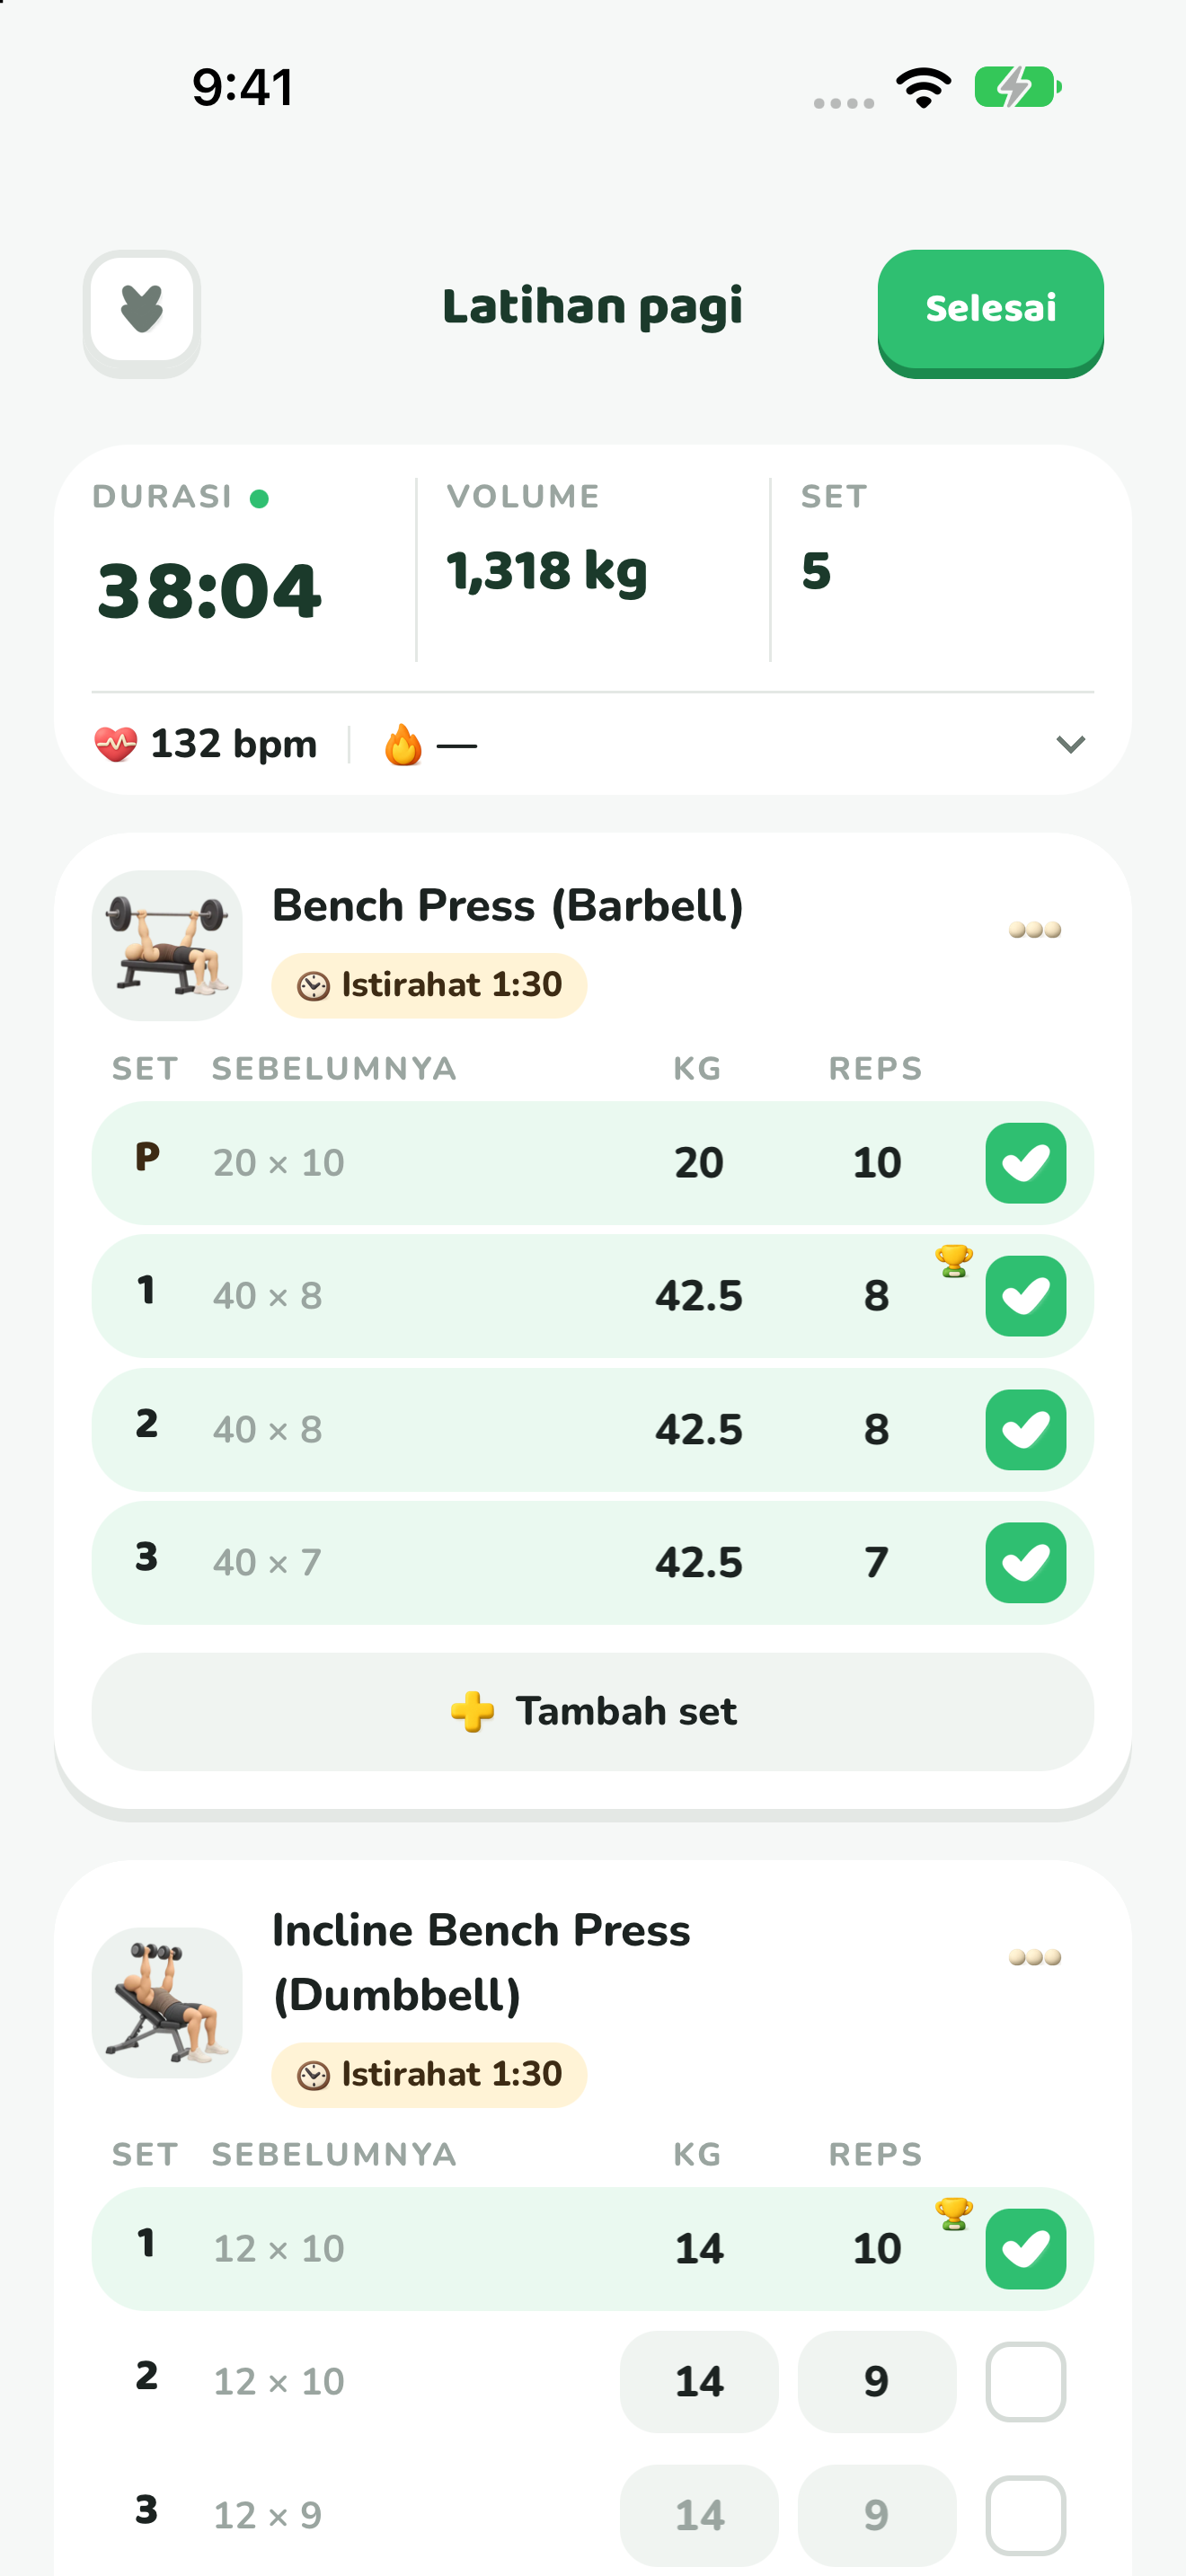 9:41
Latihan pagi
Selesai
DURASI
VOLUME
SET
38:04
1,318 kg
5
132 bpm
—
Bench Press (Barbell)
Istirahat 1:30
SET SEBELUMNYA KG REPS
P 20 × 10 20 10
1 40 × 8 42.5 8
2 40 × 8 42.5 8
3 40 × 7 42.5 7
Tambah set
Incline Bench Press
(Dumbbell)
Istirahat 1:30
SET SEBELUMNYA KG REPS
1 12 × 10 14 10
2 12 × 10 14 9
3 12 × 9 14 9